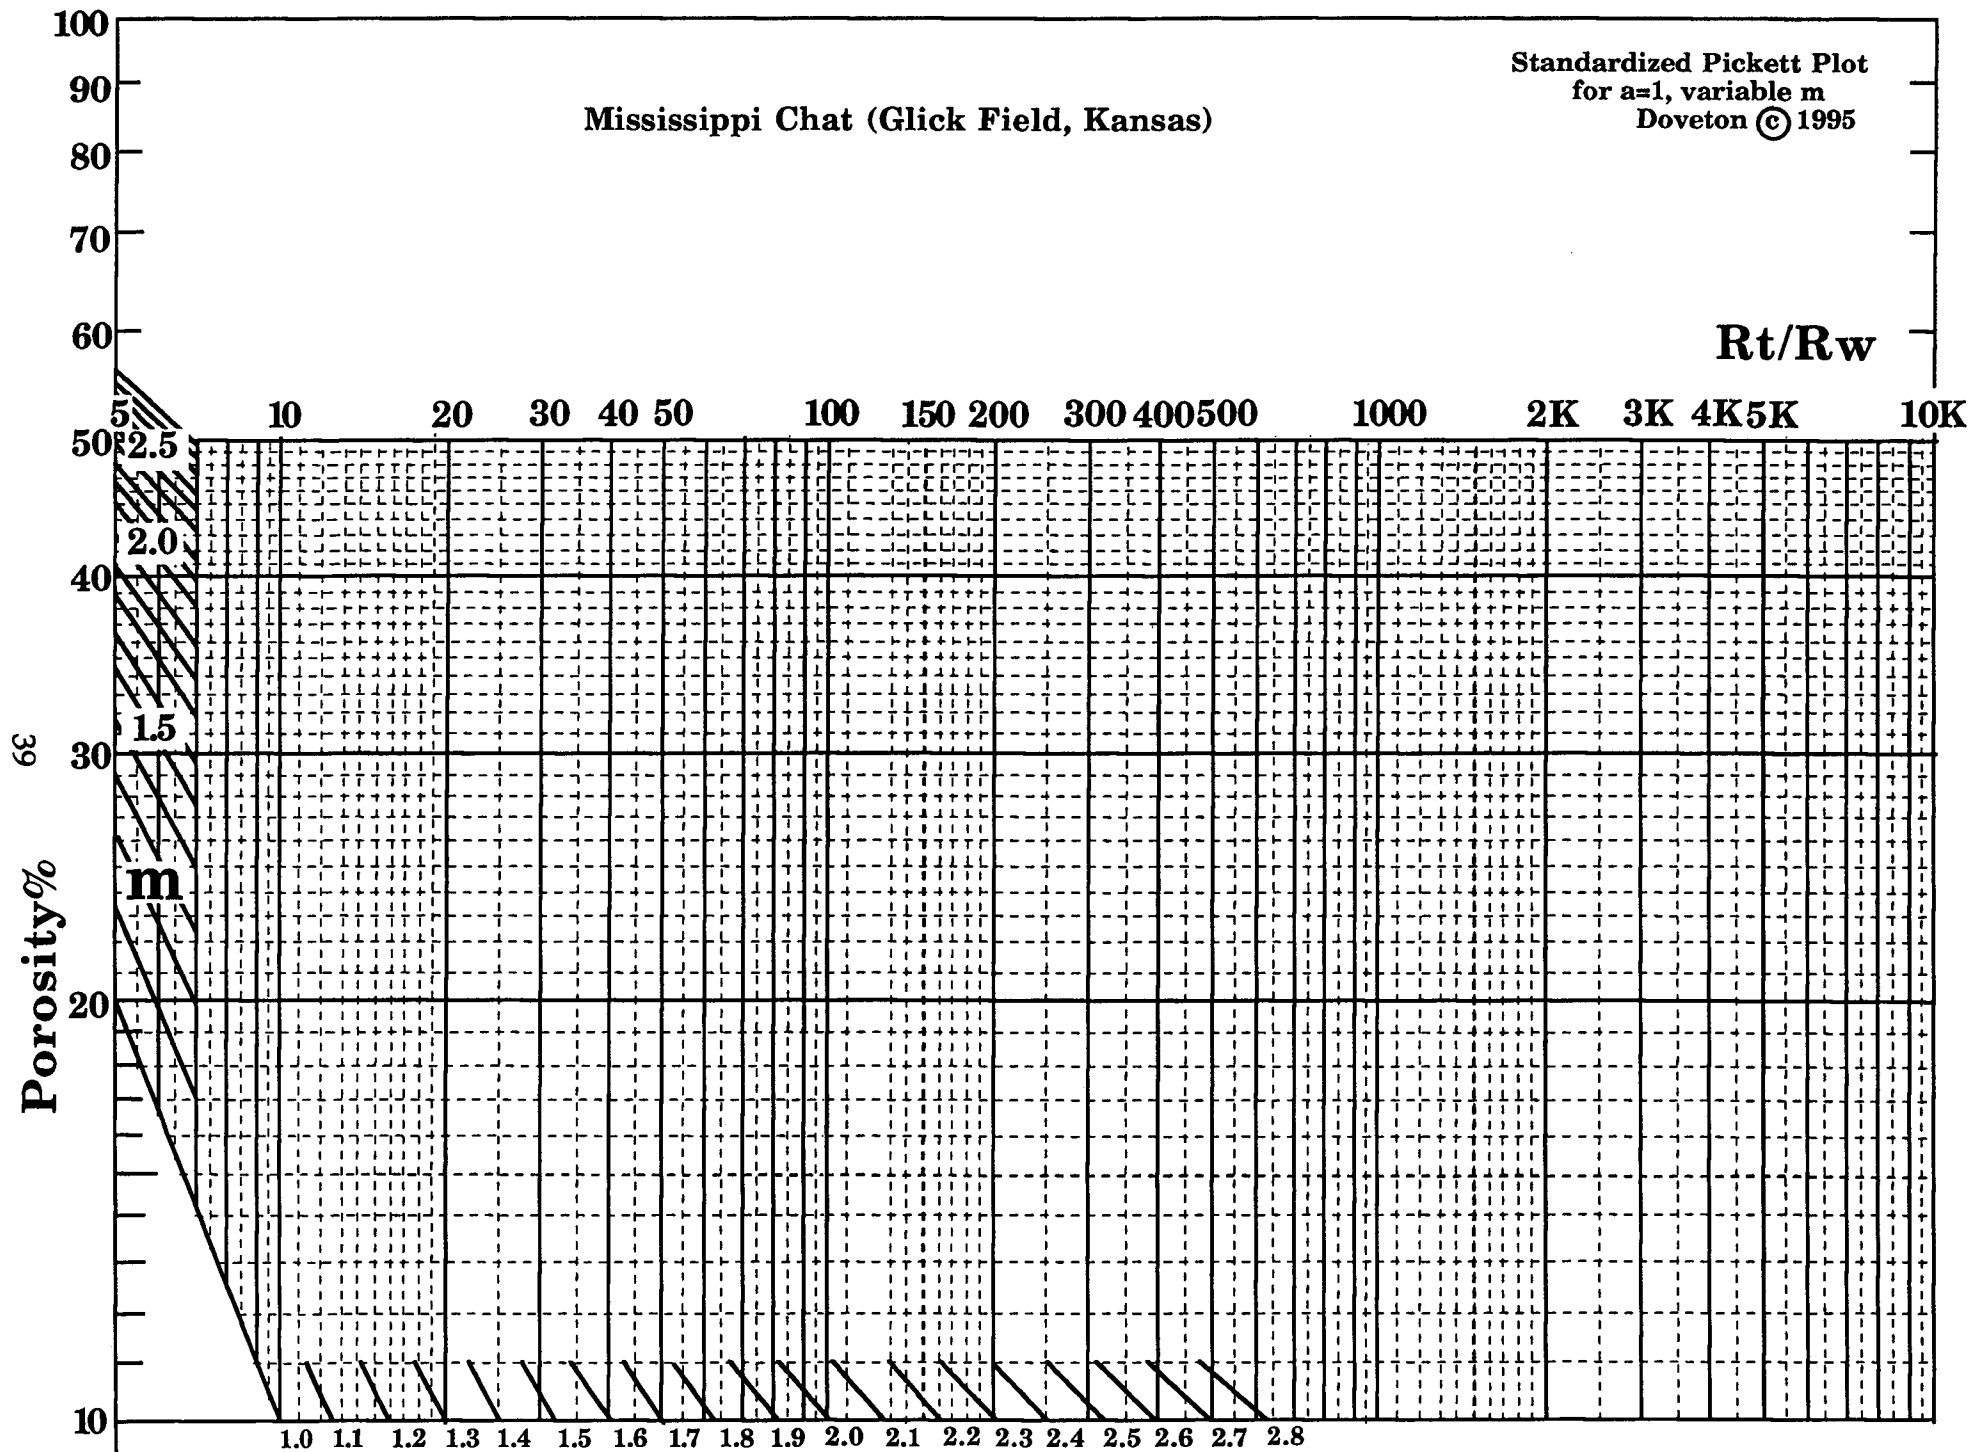 100
Standardized Pickett Plot
for a=1, variable m
Doveton © 1995
Mississippi Chat (Glick Field, Kansas)
90
80
70
60
Rt/Rw
5 10 20 30 40 50 100 150 200 300 400 500 1000 2K 3K 4K 5K 10K
50
2.5
2.0
40
1.5
30
39
m
Porosity%
20
10
1.0 1.1 1.2 1.3 1.4 1.5 1.6 1.7 1.8 1.9 2.0 2.1 2.2 2.3 2.4 2.5 2.6 2.7 2.8